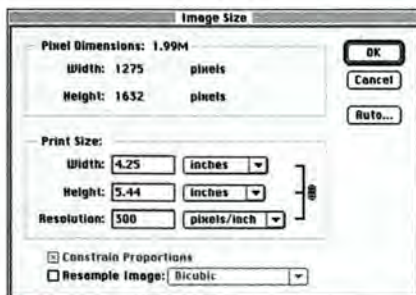 Image Size
Pixel Dimensions: 1.99M
Width: 1275 pixels
Height: 1632 pixels
OK
Cancel
Auto...
Print Size:
Width: 4.25 inches
Height: 5.44 inches
Resolution: 300 pixels/inch
Constrain Proportions
Resample Image: Bicubic